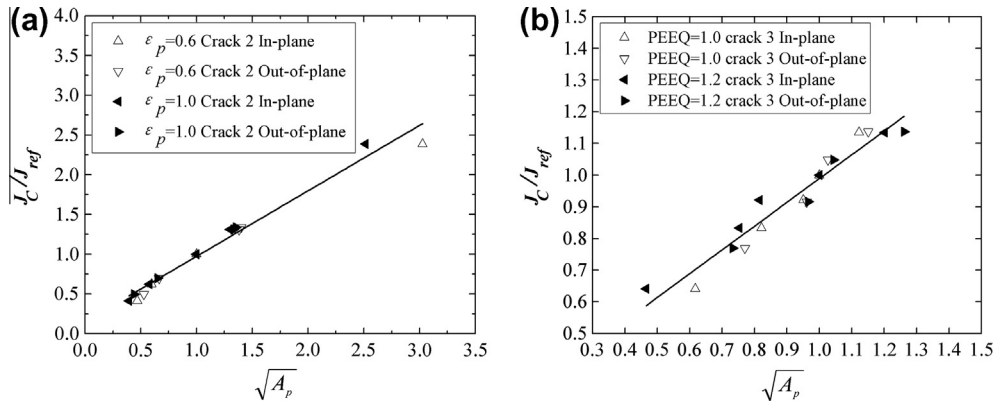 (a)
J_C/J_ref
4.0
3.5
3.0
2.5
2.0
1.5
1.0
0.5
0.0
△ ε_p=0.6 Crack 2 In-plane
▽ ε_p=0.6 Crack 2 Out-of-plane
◀ ε_p=1.0 Crack 2 In-plane
▶ ε_p=1.0 Crack 2 Out-of-plane
0.0 0.5 1.0 1.5 2.0 2.5 3.0 3.5
√A_p
(b)
J_C/J_ref
1.5
1.4
1.3
1.2
1.1
1.0
0.9
0.8
0.7
0.6
0.5
△ PEEQ=1.0 crack 3 In-plane
▽ PEEQ=1.0 crack 3 Out-of-plane
◀ PEEQ=1.2 crack 3 In-plane
▶ PEEQ=1.2 crack 3 Out-of-plane
0.3 0.4 0.5 0.6 0.7 0.8 0.9 1.0 1.1 1.2 1.3 1.4 1.5
√A_p